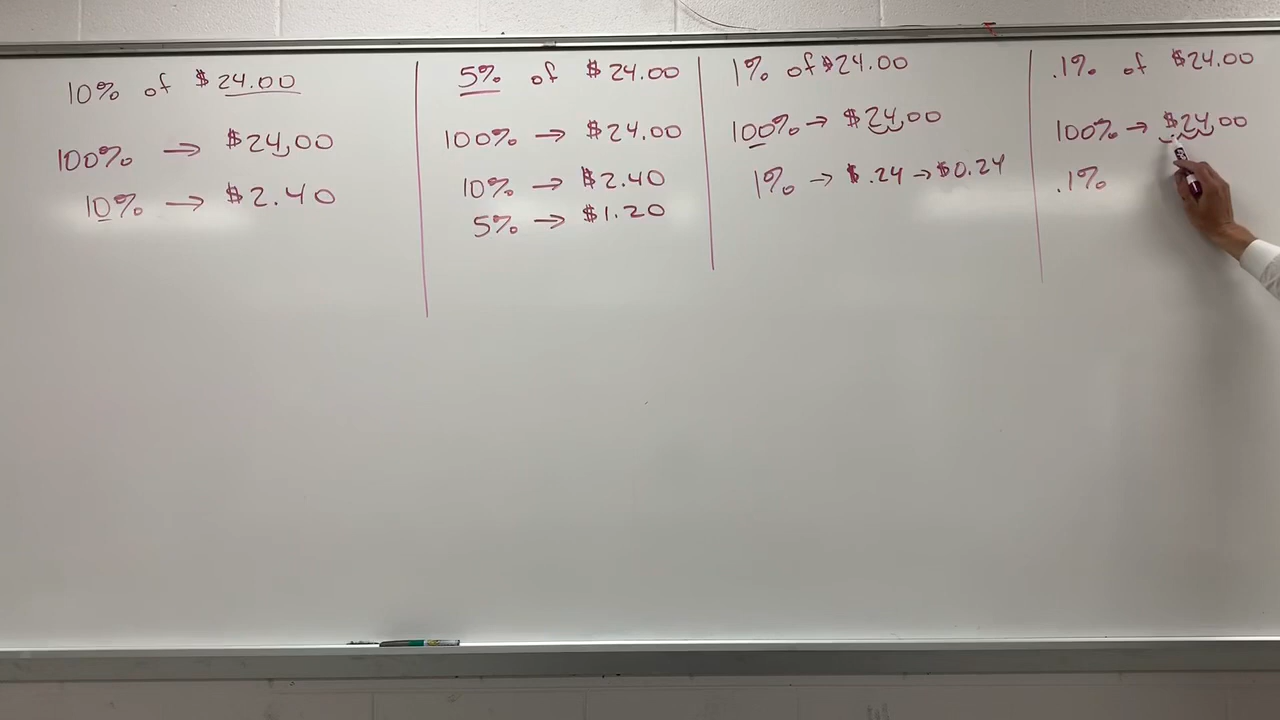 10% of $24.00
100% → $24.00
10% → $2.40
5% of $24.00
100% → $24.00
10% → $2.40
5% → $1.20
1% of $24.00
100% → $24.00
1% → $.24 → $0.24
.1% of $24.00
100% → $24.00
.1%